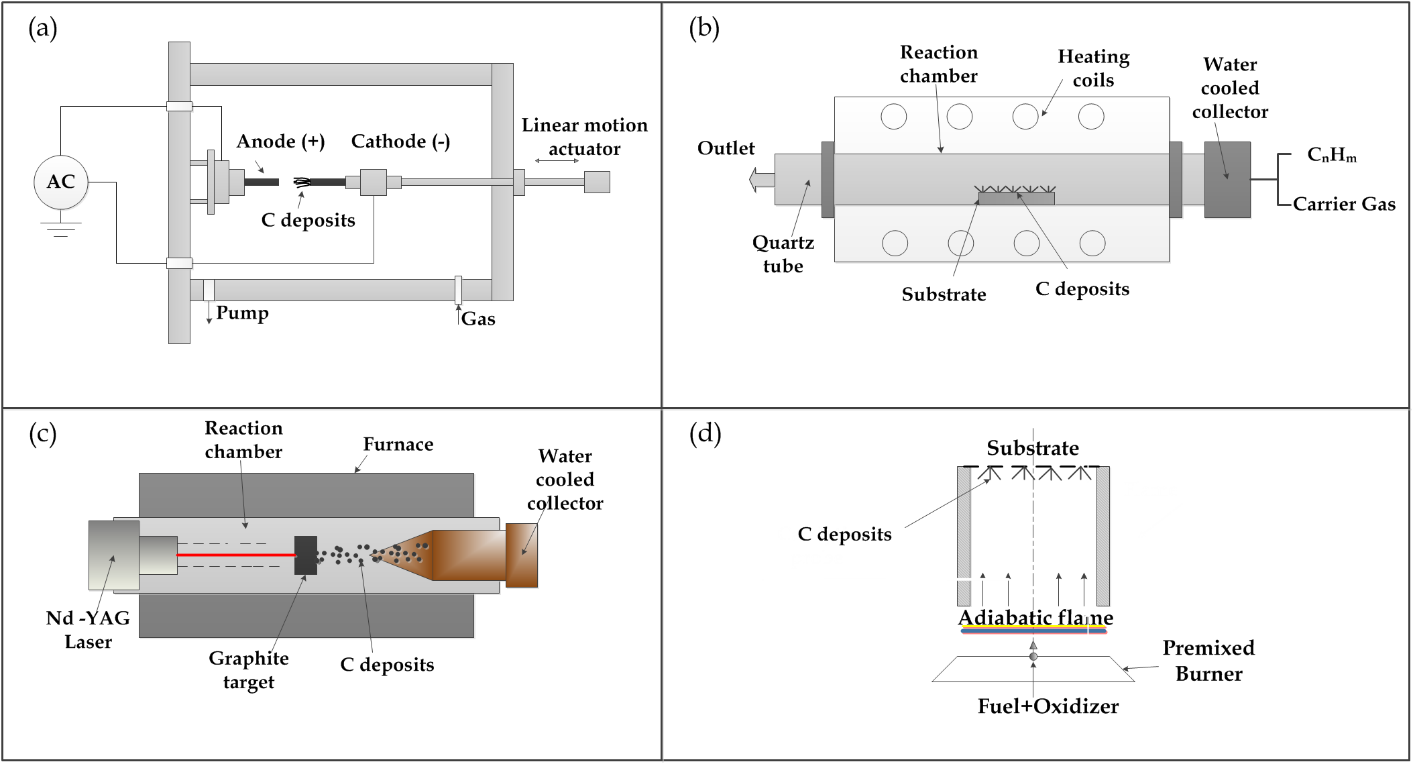 (a)
Anode (+)
Cathode (-)
Linear motion
actuator
AC
C deposits
Pump
Gas
(b)
Reaction
chamber
Heating
coils
Water
cooled
collector
Outlet
CₙHₘ
Carrier Gas
Quartz
tube
Substrate
C deposits
(c)
Reaction
chamber
Furnace
Water
cooled
collector
Nd -YAG
Laser
Graphite
target
C deposits
(d)
Substrate
C deposits
Adiabatic flame
Premixed
Burner
Fuel+Oxidizer